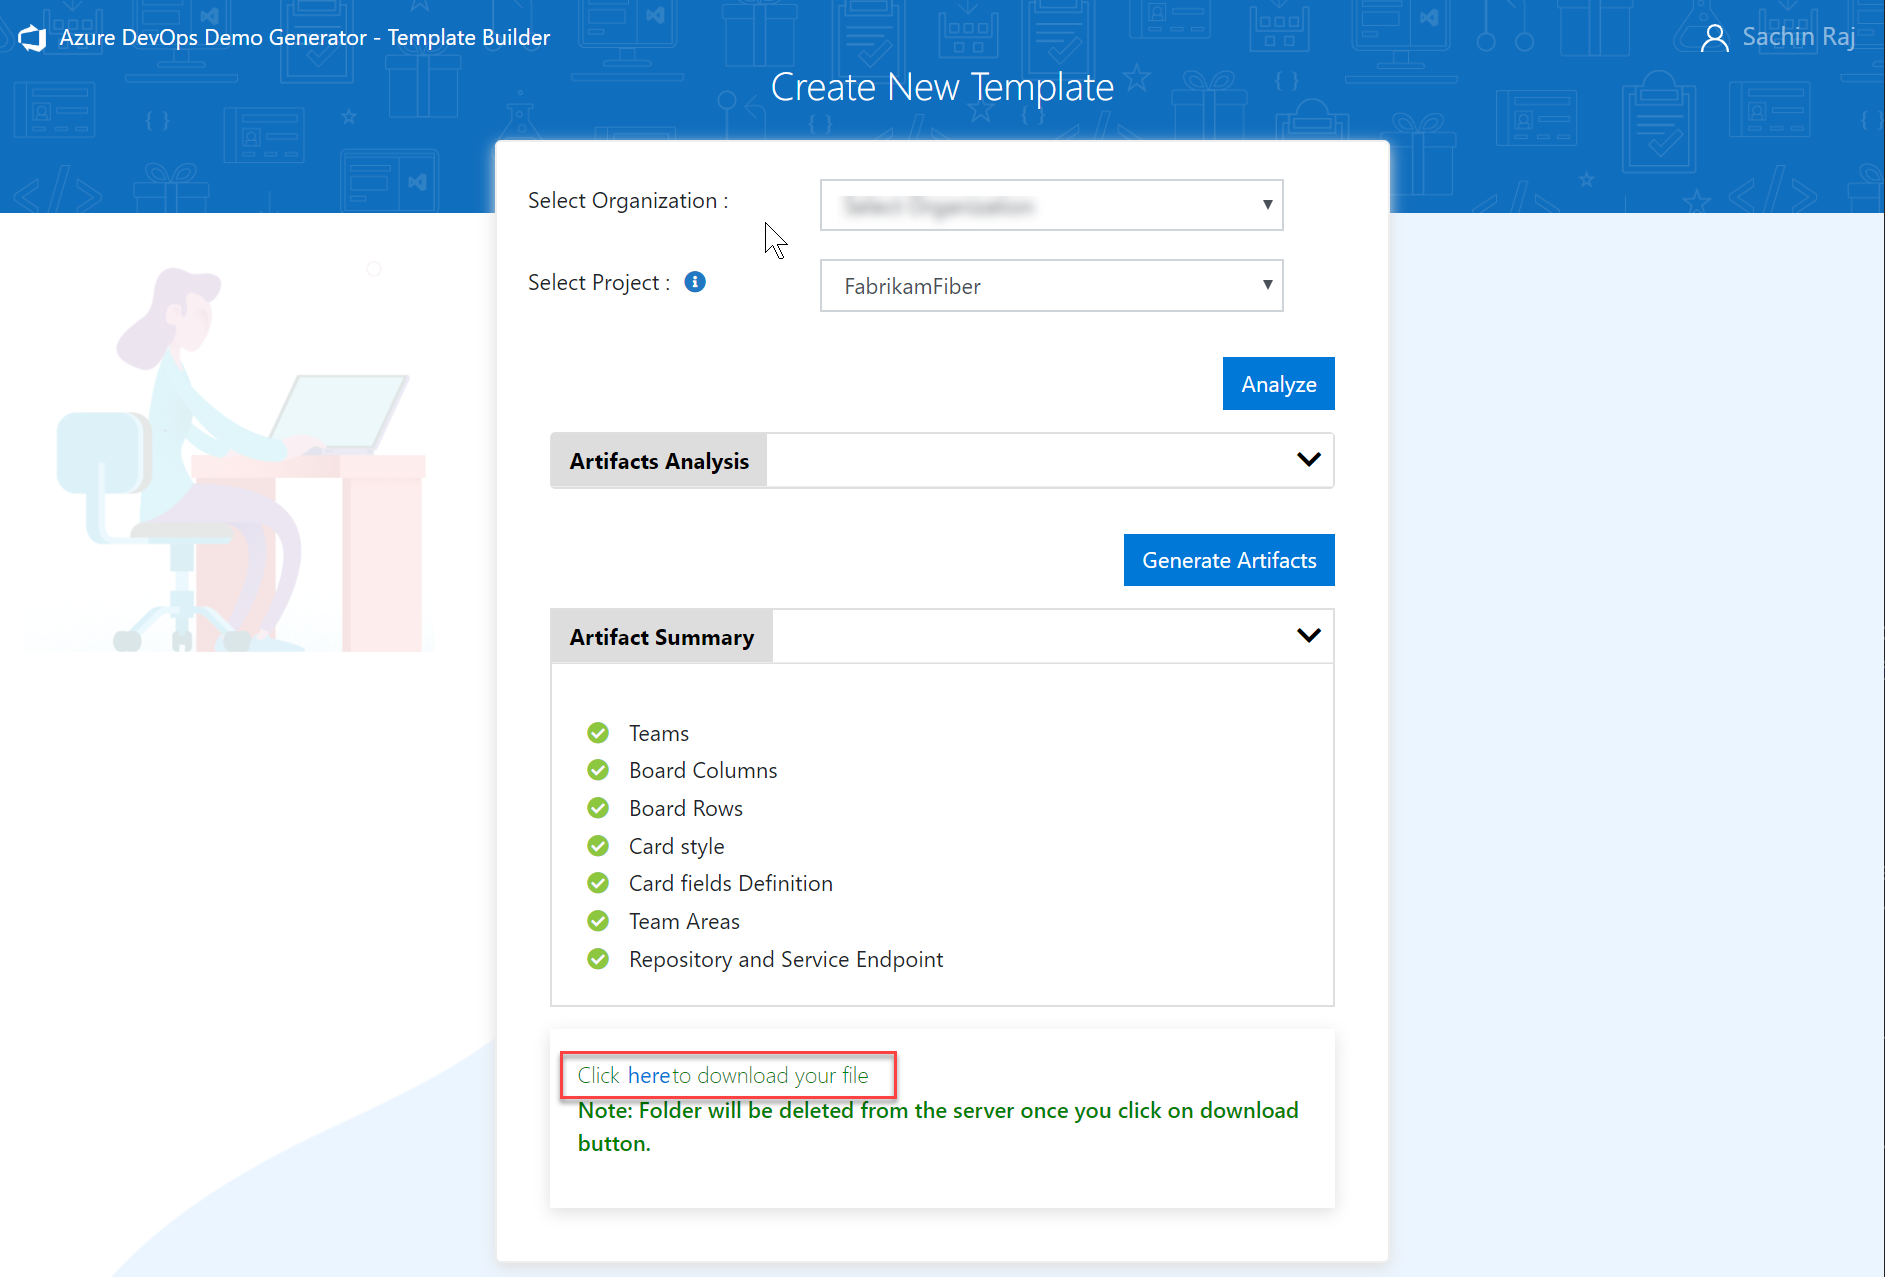 Azure DevOps Demo Generator - Template Builder
Sachin Raj
Create New Template
Select Organization :
Select Organization
Select Project :
FabrikamFiber
Analyze
Artifacts Analysis
Generate Artifacts
Artifact Summary
Teams
Board Columns
Board Rows
Card style
Card fields Definition
Team Areas
Repository and Service Endpoint
Click hereto download your file
Note: Folder will be deleted from the server once you click on download
button.